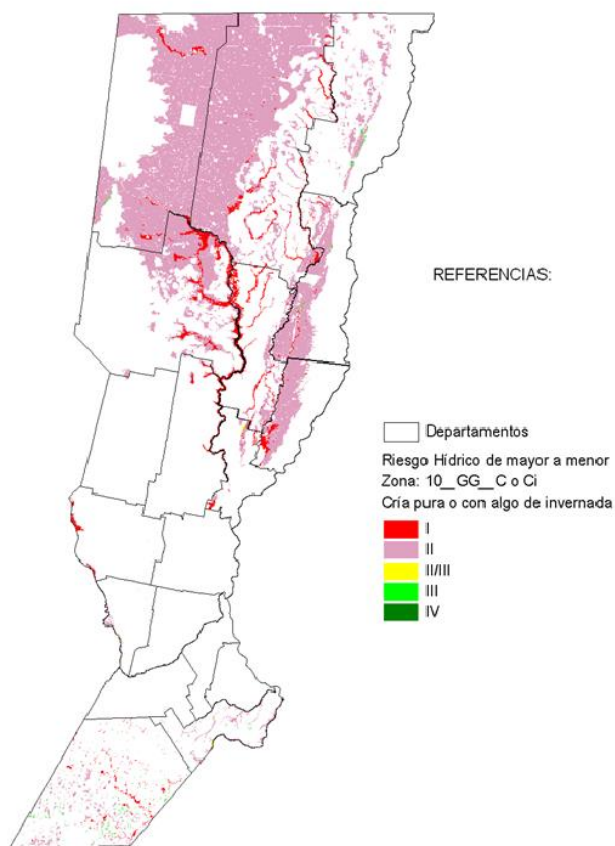 REFERENCIAS:
Departamentos
Riesgo Hídrico de mayor a menor
Zona: 10__GG__C o Ci
Cría pura o con algo de invernada
I
II
II/III
III
IV